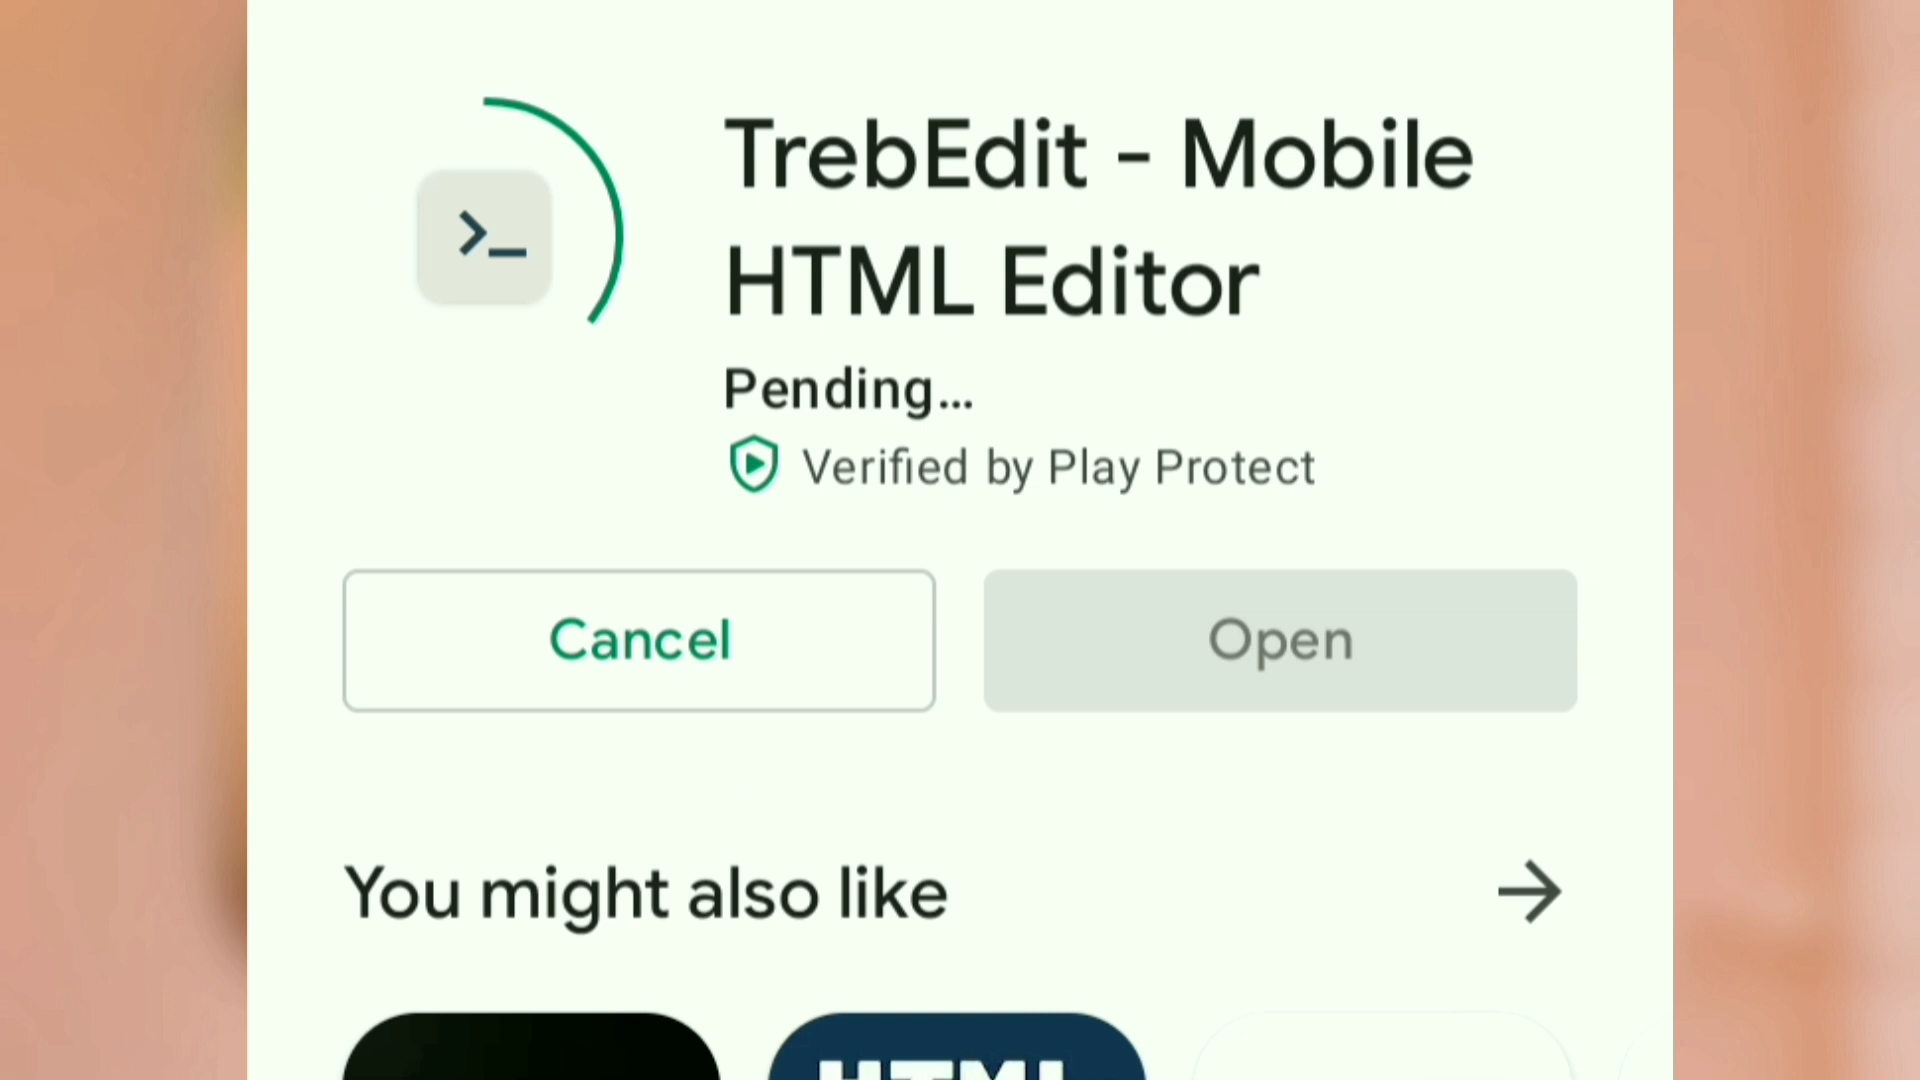 TrebEdit - Mobile
HTML Editor
Pending...
Verified by Play Protect
Cancel
Open
You might also like
HTML